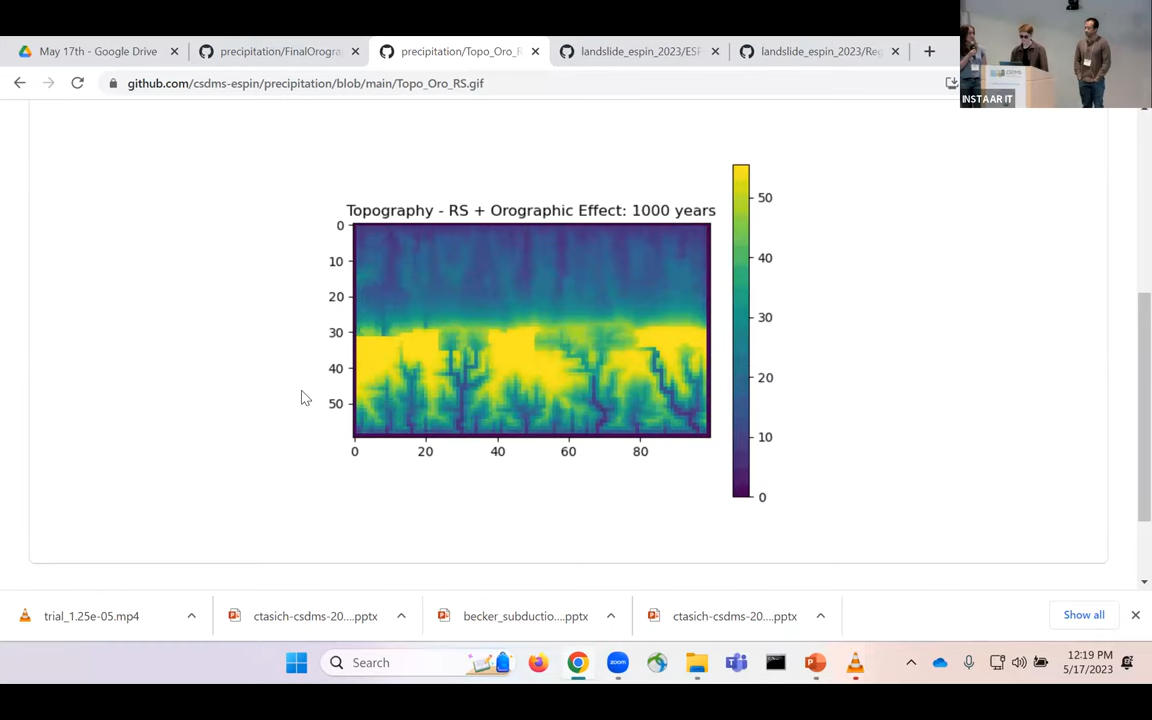 May 17th - Google Drive
precipitation/FinalOrogra
precipitation/Topo_Oro_R
landslide_espin_2023/ESP
landslide_espin_2023/Reg
github.com/csdms-espin/precipitation/blob/main/Topo_Oro_RS.gif
INSTAAR IT
Topography - RS + Orographic Effect: 1000 years
0
10
20
30
40
50
0
20
40
60
80
50
40
30
20
10
0
trial_1.25e-05.mp4
ctasich-csdms-20....pptx
becker_subductio....pptx
ctasich-csdms-20....pptx
Show all
Search
zoom
12:19 PM
5/17/2023